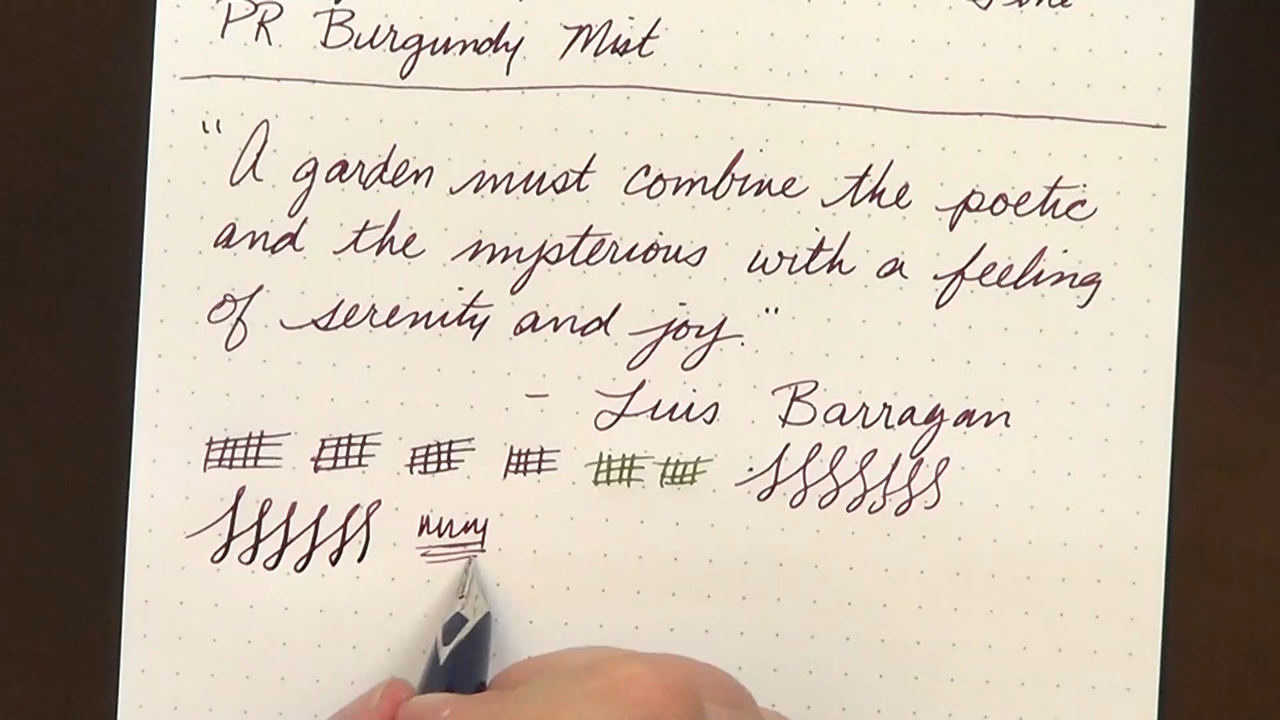 PR Burgundy Mist
"A garden must combine the poetic
and the mysterious with a feeling
of serenity and joy."
- Luis Barragan